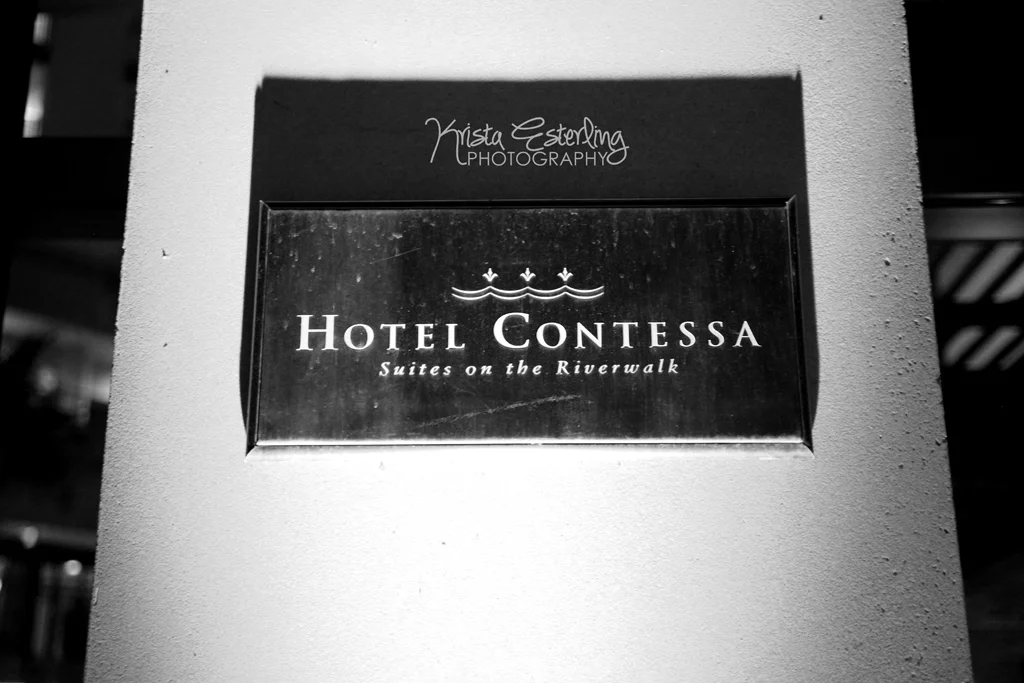 Krista Esterling
PHOTOGRAPHY
HOTEL CONTESSA
Suites on the Riverwalk